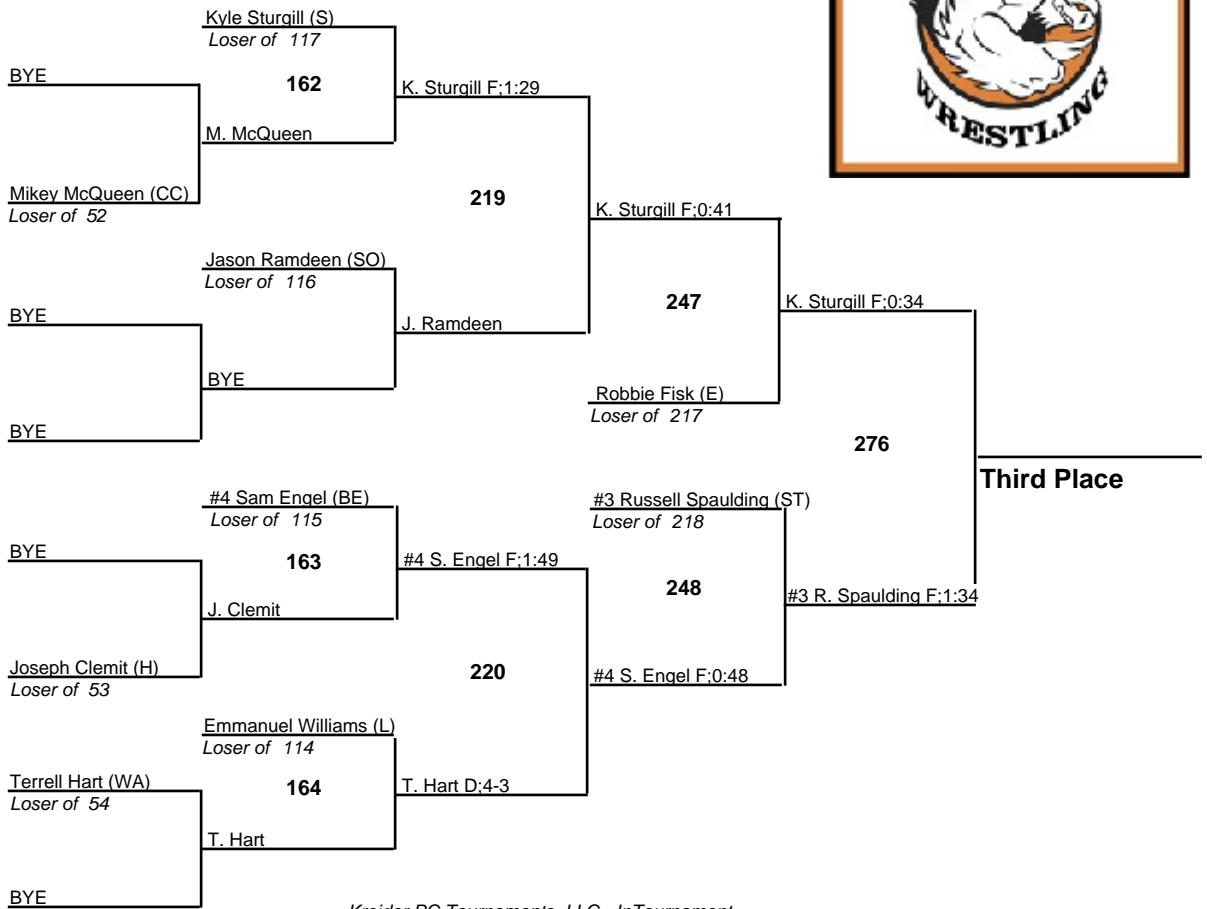 Kyle Sturgill (S)
Loser of 117
BYE
162
K. Sturgill F;1:29
M. McQueen
WRESTLING
Mikey McQueen (CC)
Loser of 52
219
K. Sturgill F;0:41
Jason Ramdeen (SO)
Loser of 116
BYE
J. Ramdeen
247
K. Sturgill F;0:34
BYE
Robbie Fisk (E)
Loser of 217
BYE
276
Third Place
#4 Sam Engel (BE)
Loser of 115
#3 Russell Spaulding (ST)
Loser of 218
BYE
163
#4 S. Engel F;1:49
248
J. Clemit
#3 R. Spaulding F;1:34
Joseph Clemit (H)
Loser of 53
220
#4 S. Engel F;0:48
Emmanuel Williams (L)
Loser of 114
Terrell Hart (WA)
Loser of 54
164
T. Hart D;4-3
T. Hart
BYE
Kreider PC Tournaments, LLC - InTournament